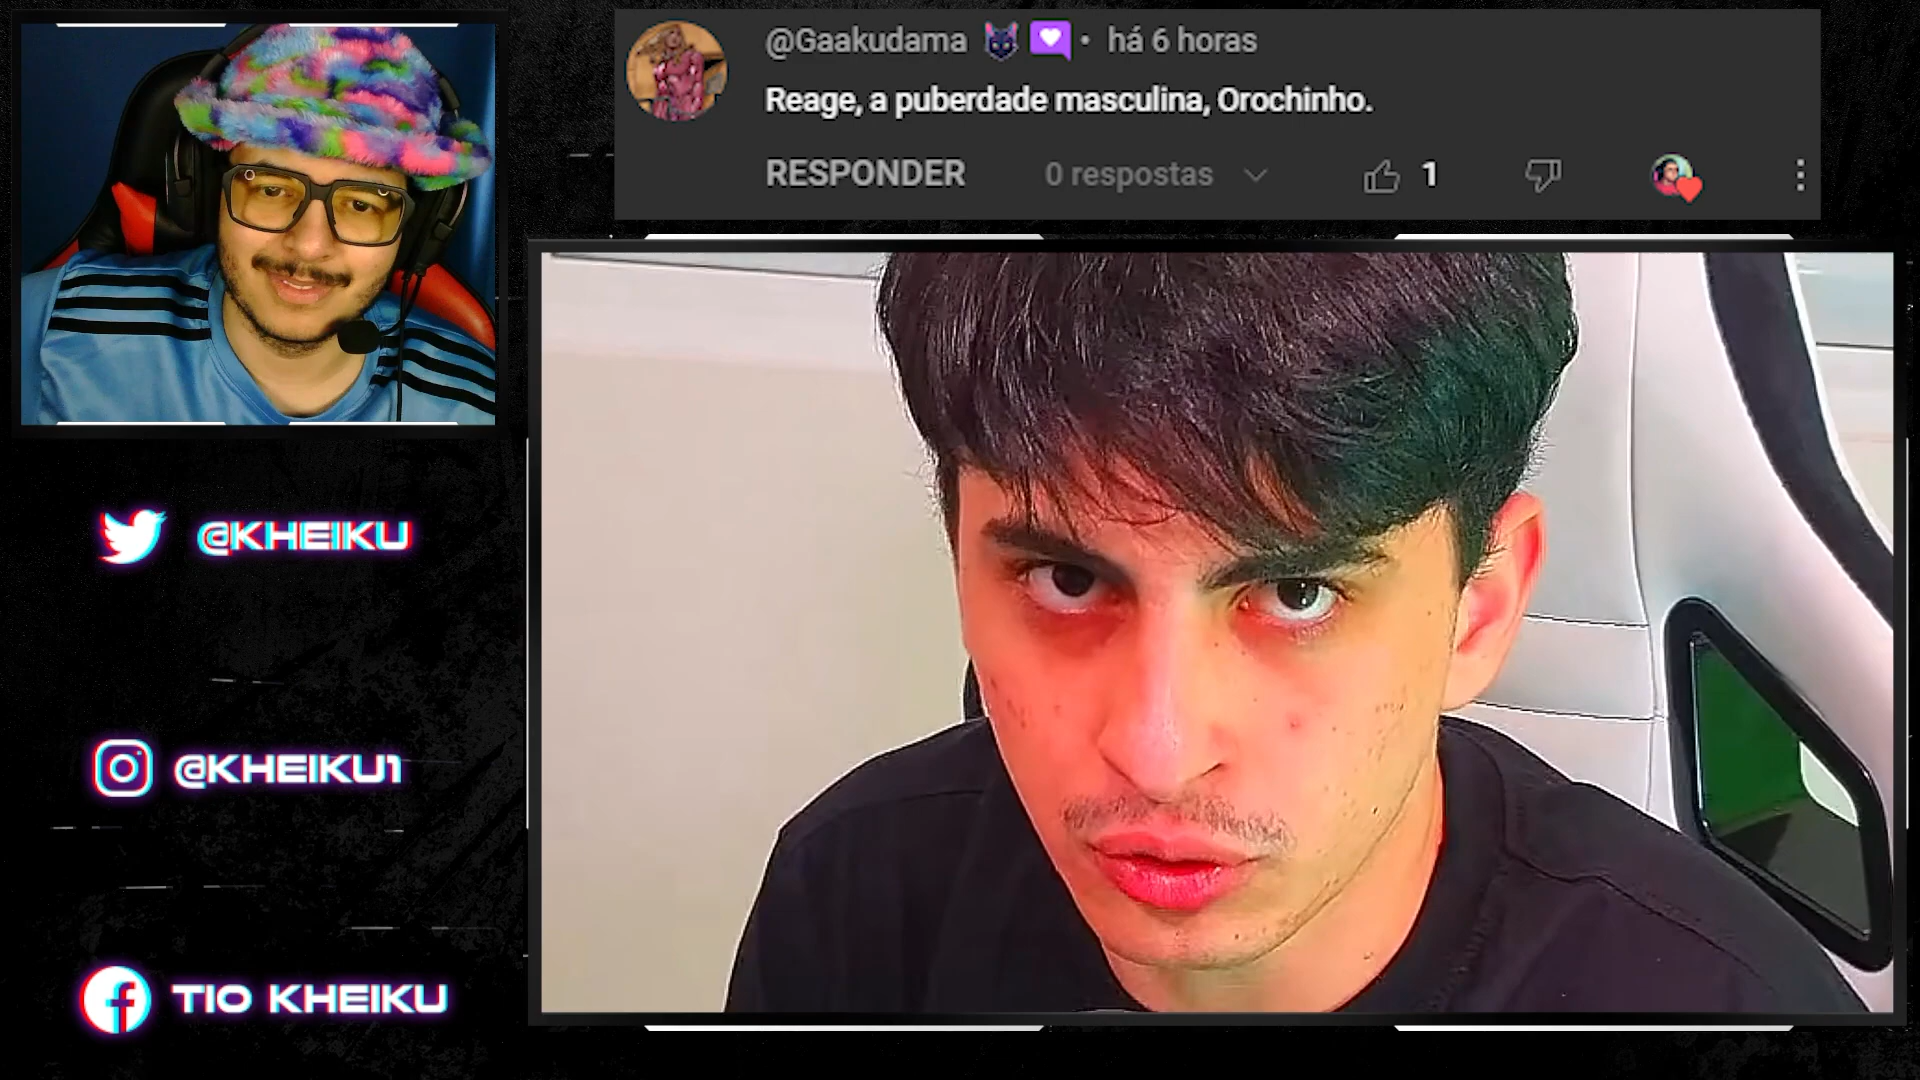 @Gaakudama • há 6 horas
Reage, a puberdade masculina, Orochinho.
RESPONDER 0 respostas 1
@KHEIKU
@KHEIKU1
TIO KHEIKU